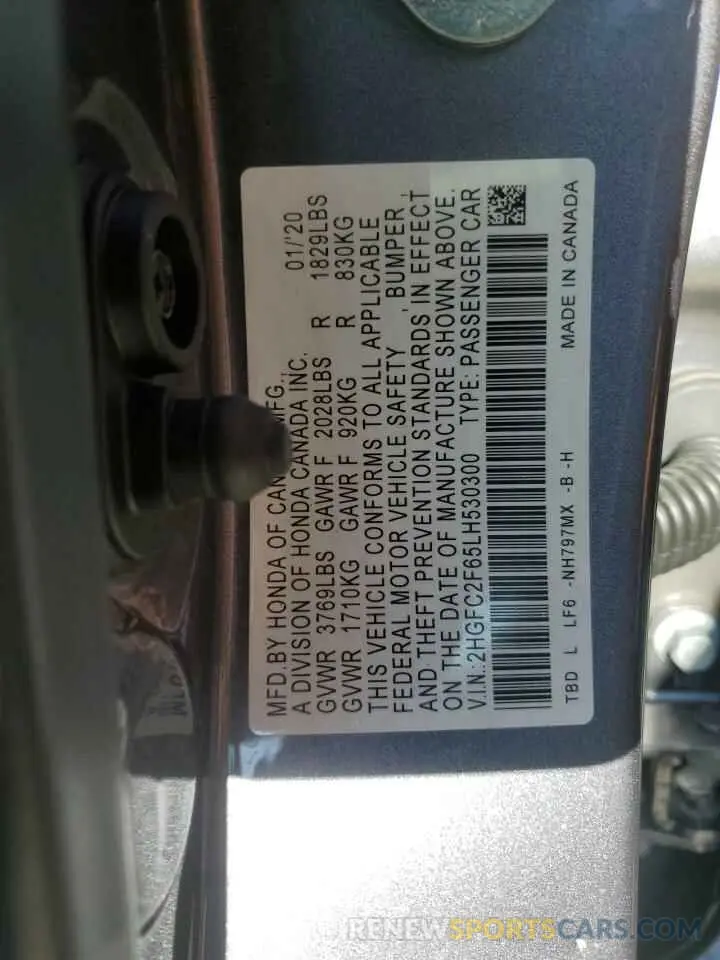 MFD.BY HONDA OF MFG., 01/'20
A DIVISION OF HONDA CANADA INC.
GVWR 3769LBS GAWR F 2028LBS R 1829LBS
GVWR 1710KG GAWR F 920KG R 830KG
THIS VEHICLE CONFORMS TO ALL APPLICABLE
FEDERAL MOTOR VEHICLE SAFETY , BUMPER ,
AND THEFT PREVENTION STANDARDS IN EFFECT
ON THE DATE OF MANUFACTURE SHOWN ABOVE.
V.I.N.:2HGFC2F65LH530300 TYPE: PASSENGER CAR
TBD L LF6 -NH797MX -B -H MADE IN CANADA
RENEWSPORTSCARS.COM